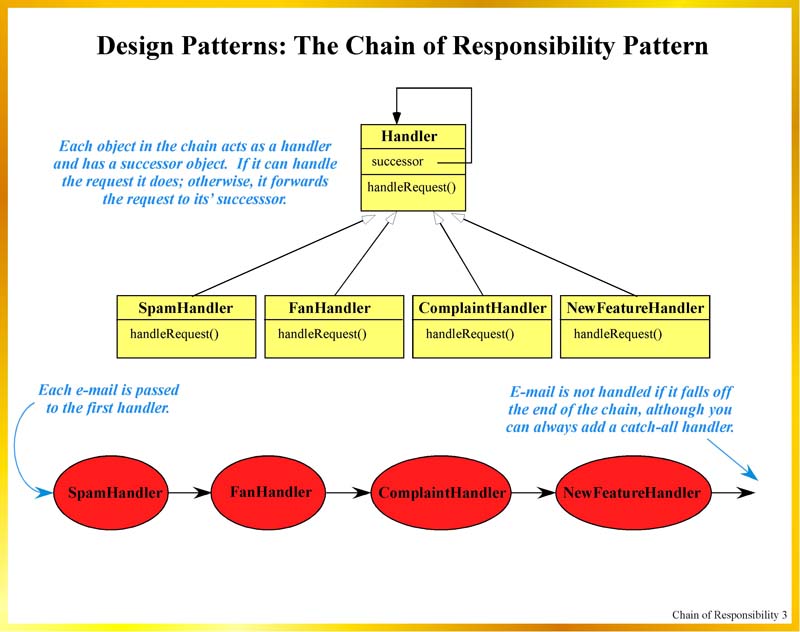 Design Patterns: The Chain of Responsibility Pattern
Each object in the chain acts as a handler
and has a successor object.  If it can handle
the request it does; otherwise, it forwards
the request to its’ successsor.
Handler
successor
handleRequest()
SpamHandler
handleRequest()
FanHandler
handleRequest()
ComplaintHandler
handleRequest()
NewFeatureHandler
handleRequest()
Each e-mail is passed
to the first handler.
E-mail is not handled if it falls off
the end of the chain, although you
can always add a catch-all handler.
SpamHandler
FanHandler
ComplaintHandler
NewFeatureHandler
Chain of Responsibility 3